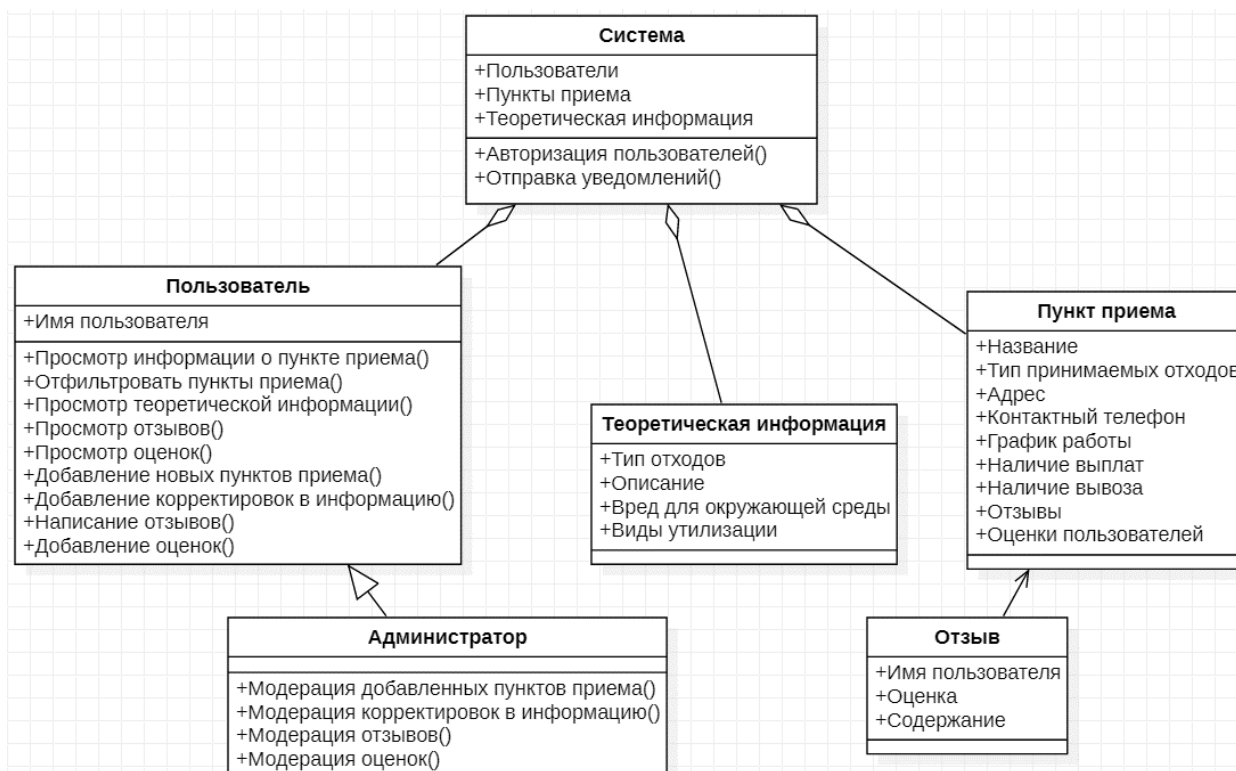 Система
+Пользователи
+Пункты приема
+Теоретическая информация
+Авторизация пользователей()
+Отправка уведомлений()
Пользователь
+Имя пользователя
+Просмотр информации о пункте приема()
+Отфильтровать пункты приема()
+Просмотр теоретической информации()
+Просмотр отзывов()
+Просмотр оценок()
+Добавление новых пунктов приема()
+Добавление корректировок в информацию()
+Написание отзывов()
+Добавление оценок()
Теоретическая информация
+Тип отходов
+Описание
+Вред для окружающей среды
+Виды утилизации
Пункт приема
+Название
+Тип принимаемых отходов
+Адрес
+Контактный телефон
+График работы
+Наличие выплат
+Наличие вывоза
+Отзывы
+Оценки пользователей
Администратор
+Модерация добавленных пунктов приема()
+Модерация корректировок в информацию()
+Модерация отзывов()
+Модерация оценок()
Отзыв
+Имя пользователя
+Оценка
+Содержание